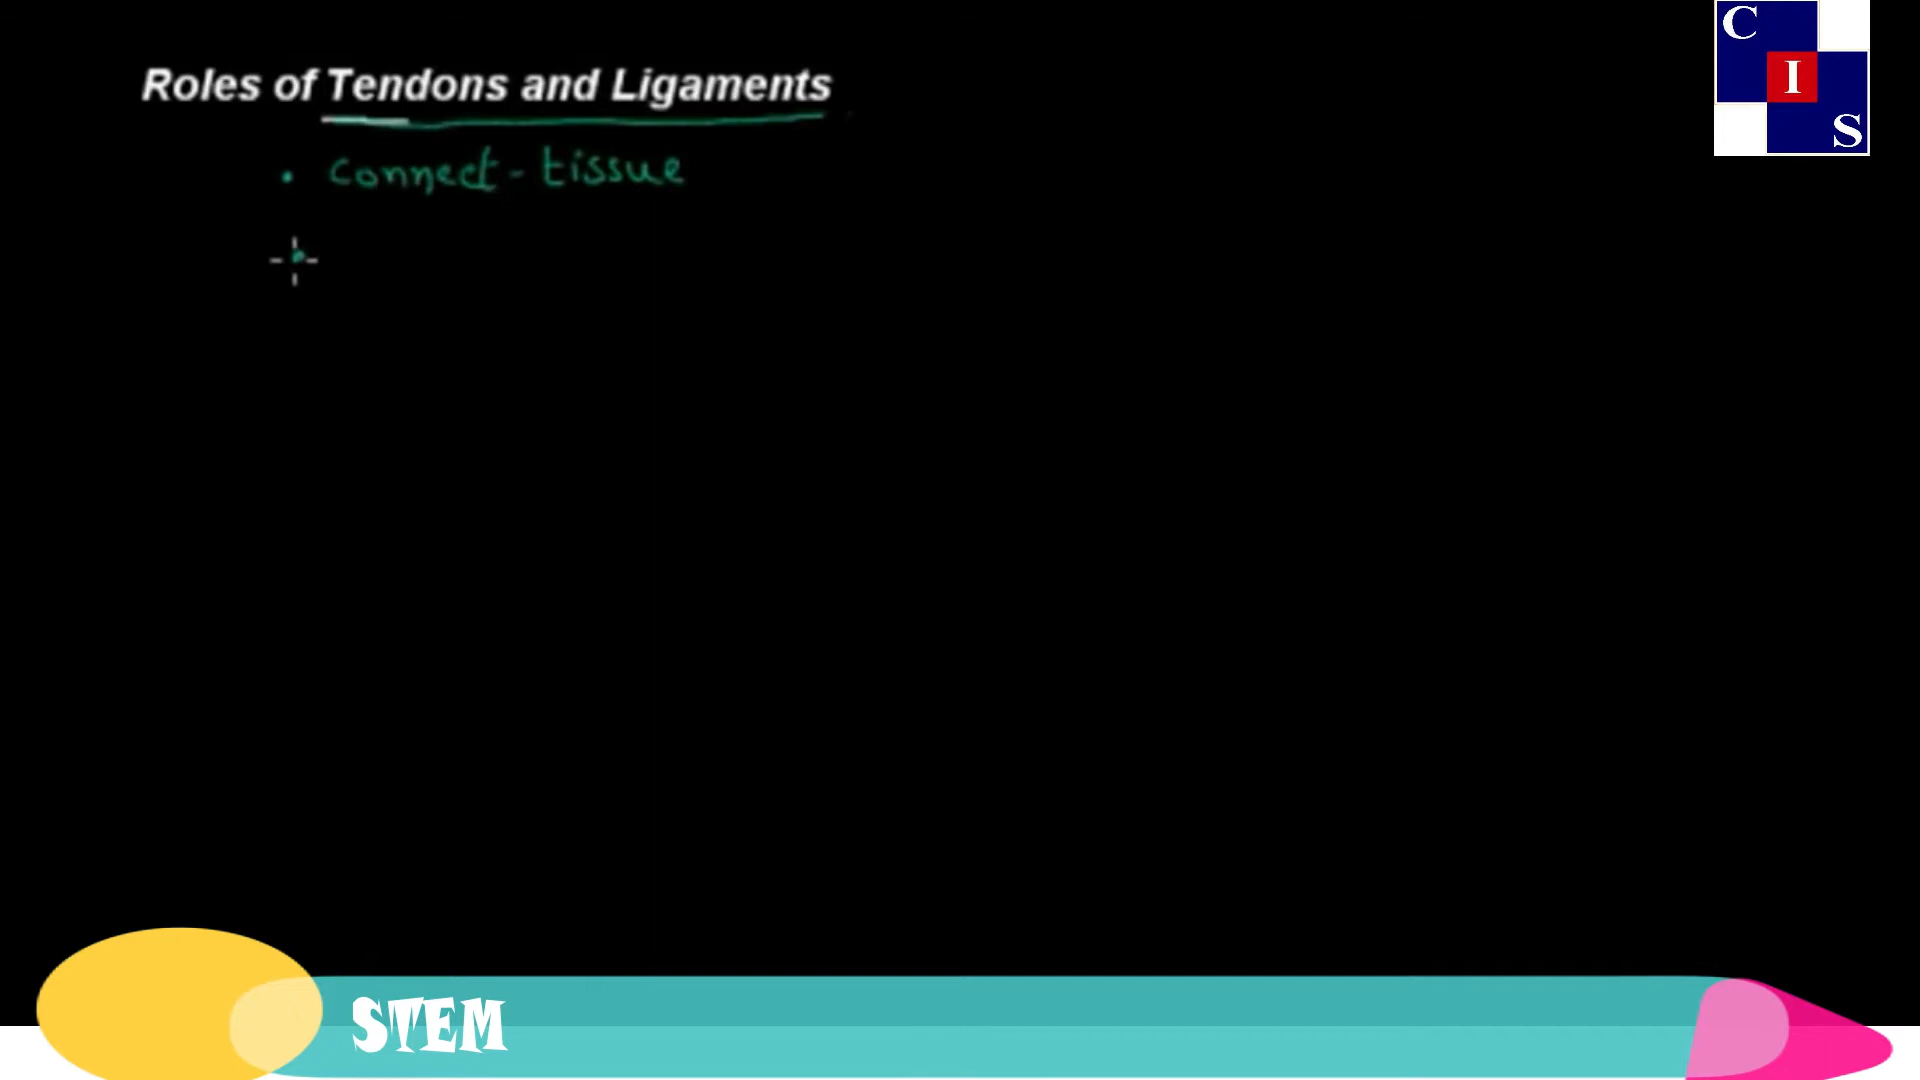 Roles of Tendons and Ligaments
• connect - tissue
•
C
I
S
STEM